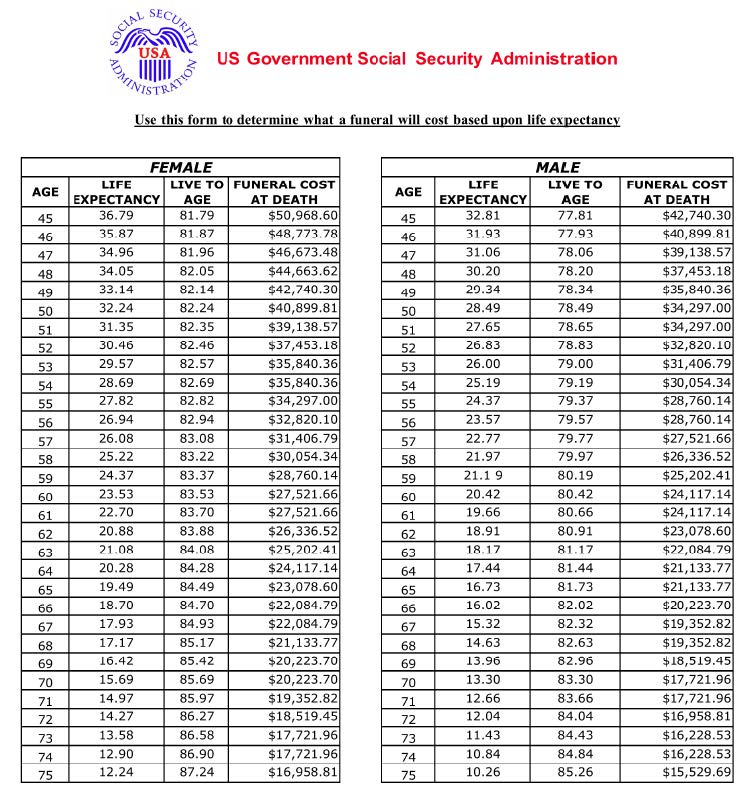 SOCIAL SECURITY
USA
ADMINISTRATION
US Government Social Security Administration
Use this form to determine what a funeral will cost based upon life expectancy
FEMALE
AGE LIFE EXPECTANCY LIVE TO AGE FUNERAL COST AT DEATH
45 36.79 81.79 $50,968.60
46 35.87 81.87 $48,773.78
47 34.96 81.96 $46,673.48
48 34.05 82.05 $44,663.62
49 33.14 82.14 $42,740.30
50 32.24 82.24 $40,899.81
51 31.35 82.35 $39,138.57
52 30.46 82.46 $37,453.18
53 29.57 82.57 $35,840.36
54 28.69 82.69 $35,840.36
55 27.82 82.82 $34,297.00
56 26.94 82.94 $32,820.10
57 26.08 83.08 $31,406.79
58 25.22 83.22 $30,054.34
59 24.37 83.37 $28,760.14
60 23.53 83.53 $27,521.66
61 22.70 83.70 $27,521.66
62 20.88 83.88 $26,336.52
63 21.08 84.08 $25,202.41
64 20.28 84.28 $24,117.14
65 19.49 84.49 $23,078.60
66 18.70 84.70 $22,084.79
67 17.93 84.93 $22,084.79
68 17.17 85.17 $21,133.77
69 16.42 85.42 $20,223.70
70 15.69 85.69 $20,223.70
71 14.97 85.97 $19,352.82
72 14.27 86.27 $18,519.45
73 13.58 86.58 $17,721.96
74 12.90 86.90 $17,721.96
75 12.24 87.24 $16,958.81
MALE
AGE LIFE EXPECTANCY LIVE TO AGE FUNERAL COST AT DEATH
45 32.81 77.81 $42,740.30
46 31.93 77.93 $40,899.81
47 31.06 78.06 $39,138.57
48 30.20 78.20 $37,453.18
49 29.34 78.34 $35,840.36
50 28.49 78.49 $34,297.00
51 27.65 78.65 $34,297.00
52 26.83 78.83 $32,820.10
53 26.00 79.00 $31,406.79
54 25.19 79.19 $30,054.34
55 24.37 79.37 $28,760.14
56 23.57 79.57 $28,760.14
57 22.77 79.77 $27,521.66
58 21.97 79.97 $26,336.52
59 21.1 9 80.19 $25,202.41
60 20.42 80.42 $24,117.14
61 19.66 80.66 $24,117.14
62 18.91 80.91 $23,078.60
63 18.17 81.17 $22,084.79
64 17.44 81.44 $21,133.77
65 16.73 81.73 $21,133.77
66 16.02 82.02 $20,223.70
67 15.32 82.32 $19,352.82
68 14.63 82.63 $19,352.82
69 13.96 82.96 $18,519.45
70 13.30 83.30 $17,721.96
71 12.66 83.66 $17,721.96
72 12.04 84.04 $16,958.81
73 11.43 84.43 $16,228.53
74 10.84 84.84 $16,228.53
75 10.26 85.26 $15,529.69